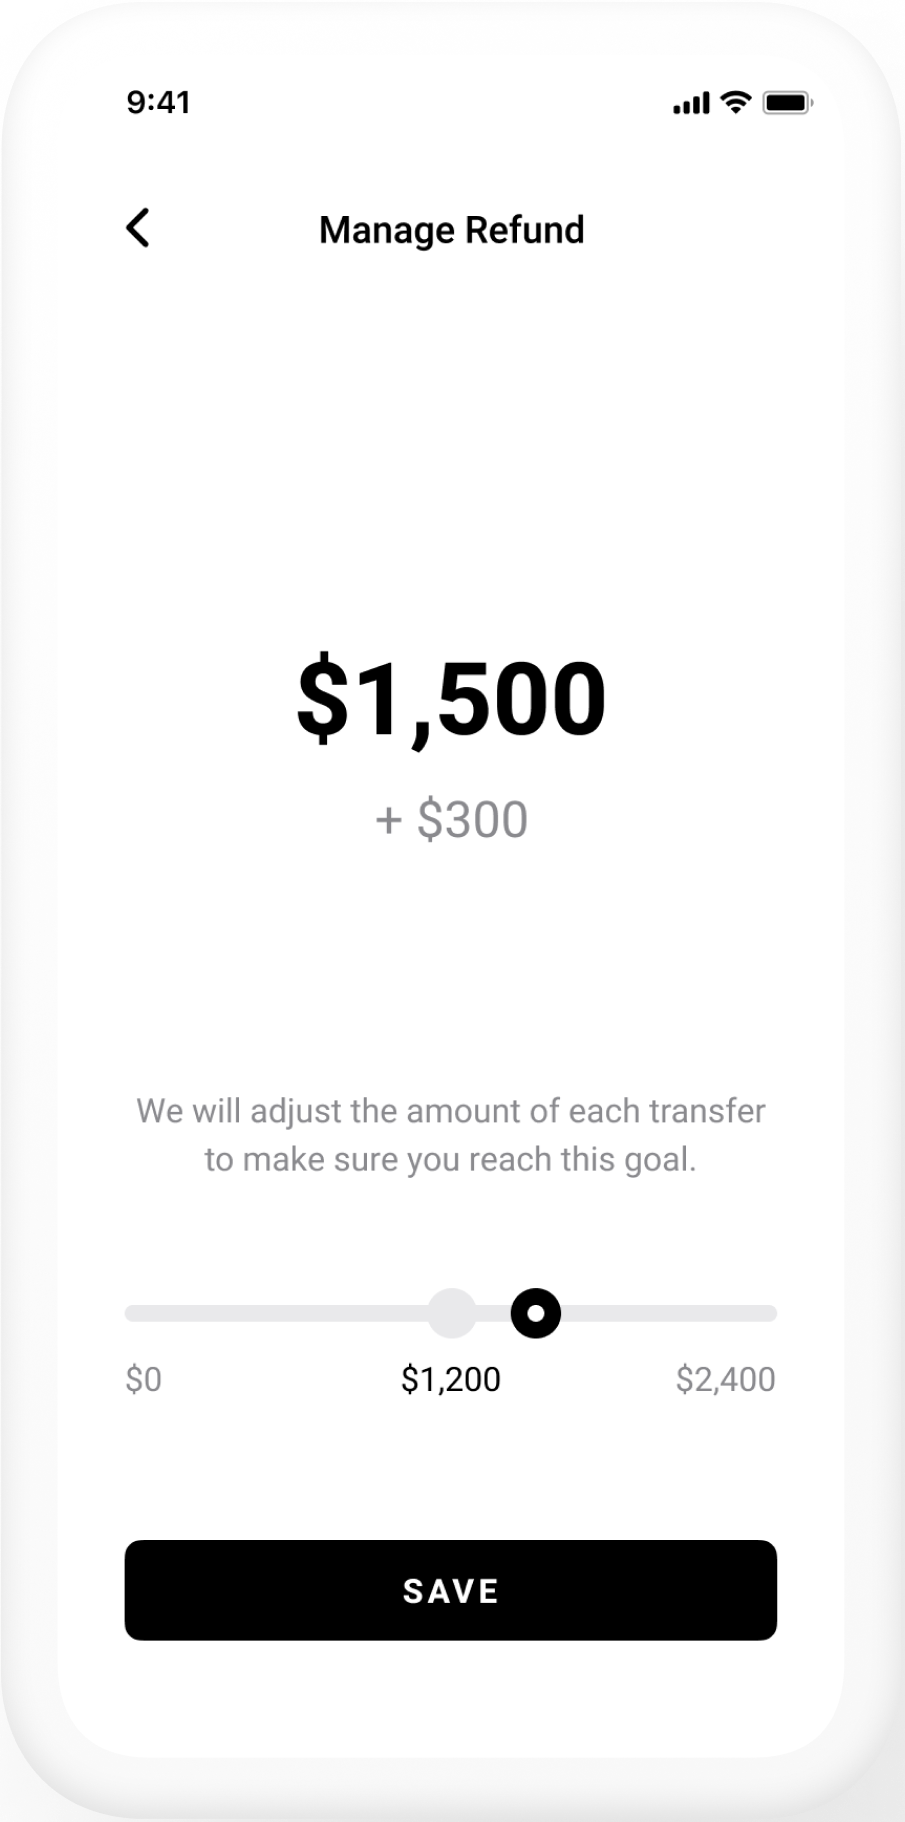 9:41
Manage Refund
$1,500
+ $300
We will adjust the amount of each transfer
to make sure you reach this goal.
$0 $1,200 $2,400
SAVE